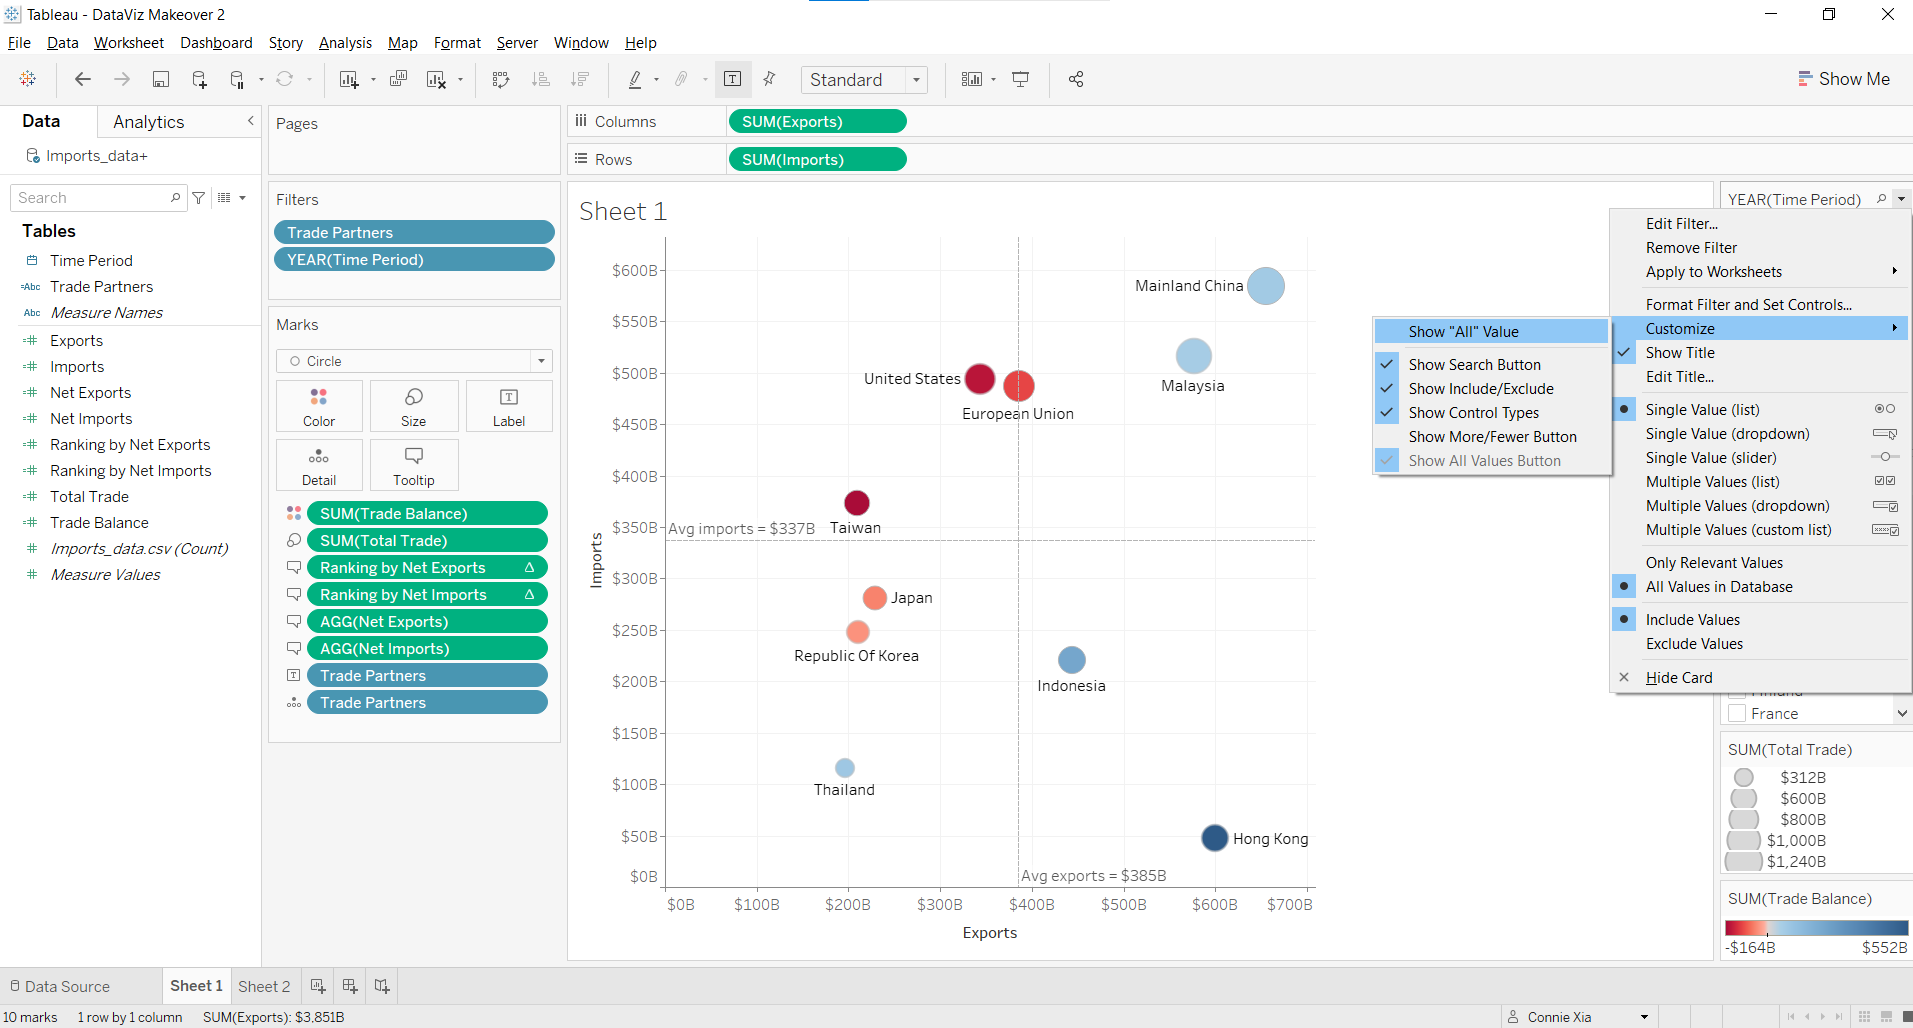 Tableau - DataViz Makeover 2
File Data Worksheet Dashboard Story Analysis Map Format Server Window Help
Standard
Show Me
Data Analytics
Imports_data+
Search
Tables
Time Period
Abc Trade Partners
Abc Measure Names
Exports
Imports
Net Exports
Net Imports
Ranking by Net Exports
Ranking by Net Imports
Total Trade
Trade Balance
Imports_data.csv (Count)
Measure Values
Pages
Filters
Trade Partners
YEAR(Time Period)
Marks
Circle
Color Size Label
Detail Tooltip
SUM(Trade Balance)
SUM(Total Trade)
Ranking by Net Exports Δ
Ranking by Net Imports Δ
AGG(Net Exports)
AGG(Net Imports)
Trade Partners
Trade Partners
Columns SUM(Exports)
Rows SUM(Imports)
Sheet 1
$600B
$550B
$500B
$450B
$400B
$350B
$300B
$250B
$200B
$150B
$100B
$50B
$0B
Imports
Mainland China
Malaysia
United States
European Union
Taiwan
Avg imports = $337B
Japan
Republic Of Korea
Indonesia
Thailand
Hong Kong
Avg exports = $385B
$0B $100B $200B $300B $400B $500B $600B $700B
Exports
Show "All" Value
Show Search Button
Show Include/Exclude
Show Control Types
Show More/Fewer Button
Show All Values Button
YEAR(Time Period)
Edit Filter...
Remove Filter
Apply to Worksheets
Format Filter and Set Controls...
Customize
Show Title
Edit Title...
Single Value (list)
Single Value (dropdown)
Single Value (slider)
Multiple Values (list)
Multiple Values (dropdown)
Multiple Values (custom list)
Only Relevant Values
All Values in Database
Include Values
Exclude Values
Hide Card
Finland
France
SUM(Total Trade)
$312B
$600B
$800B
$1,000B
$1,240B
SUM(Trade Balance)
-$164B $552B
Data Source Sheet 1 Sheet 2
10 marks 1 row by 1 column SUM(Exports): $3,851B
Connie Xia